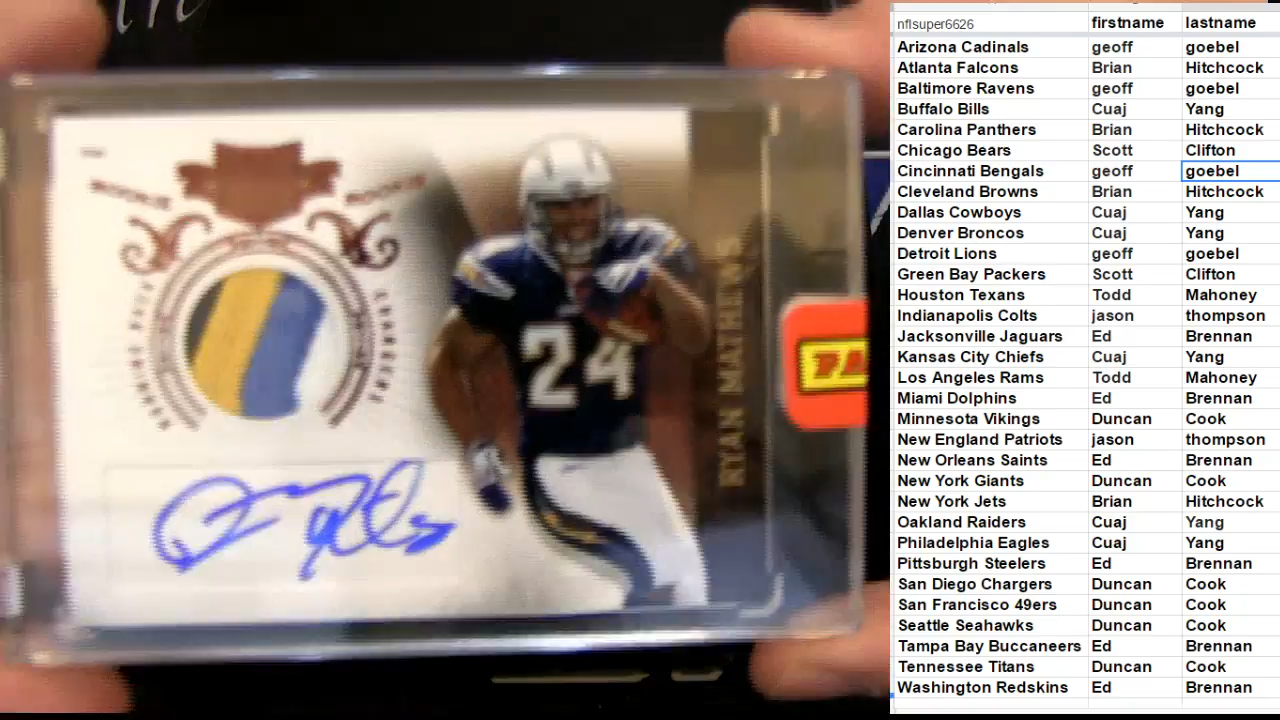 ROOKIE ROOKIE
RYAN MATHEWS
24
PA
nflsuper6626 firstname lastname
Arizona Cadinals geoff goebel
Atlanta Falcons Brian Hitchcock
Baltimore Ravens geoff goebel
Buffalo Bills Cuaj Yang
Carolina Panthers Brian Hitchcock
Chicago Bears Scott Clifton
Cincinnati Bengals geoff goebel
Cleveland Browns Brian Hitchcock
Dallas Cowboys Cuaj Yang
Denver Broncos Cuaj Yang
Detroit Lions geoff goebel
Green Bay Packers Scott Clifton
Houston Texans Todd Mahoney
Indianapolis Colts jason thompson
Jacksonville Jaguars Ed Brennan
Kansas City Chiefs Cuaj Yang
Los Angeles Rams Todd Mahoney
Miami Dolphins Ed Brennan
Minnesota Vikings Duncan Cook
New England Patriots jason thompson
New Orleans Saints Ed Brennan
New York Giants Duncan Cook
New York Jets Brian Hitchcock
Oakland Raiders Cuaj Yang
Philadelphia Eagles Cuaj Yang
Pittsburgh Steelers Ed Brennan
San Diego Chargers Duncan Cook
San Francisco 49ers Duncan Cook
Seattle Seahawks Duncan Cook
Tampa Bay Buccaneers Ed Brennan
Tennessee Titans Duncan Cook
Washington Redskins Ed Brennan